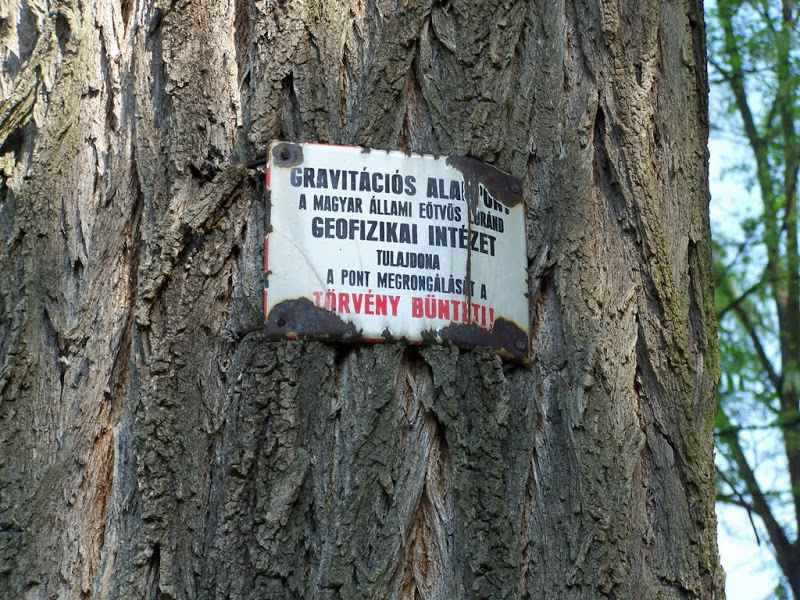 GRAVITÁCIÓS ALAPPONT
A MAGYAR ÁLLAMI EÖTVÖS LORÁND
GEOFIZIKAI INTÉZET
TULAJDONA
A PONT MEGRONGÁLÁSÁT A
TÖRVÉNY BÜNTETI!